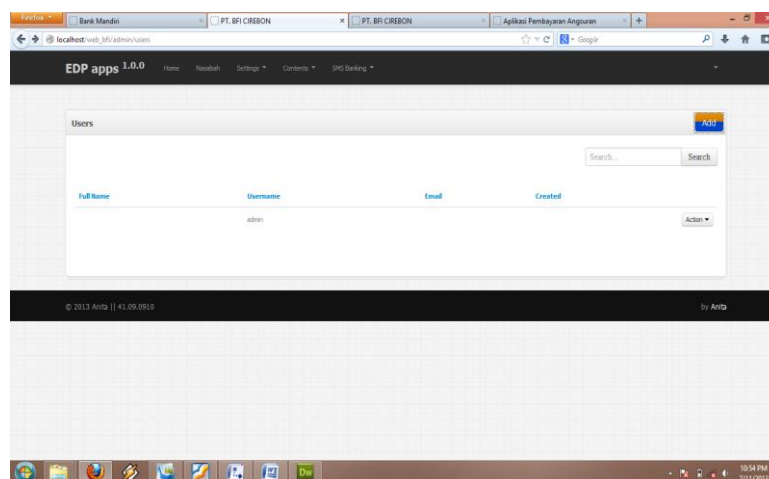 Firefox
Bank Mandiri
PT. BFI CIREBON
PT. BFI CIREBON
Aplikasi Pembayaran Angsuran
localhost/web_bfi/admin/users
Google
EDP apps 1.0.0
Home
Nasabah
Settings
Contents
SMS Banking
Users
Add
Search...
Search
Full Name
Username
Email
Created
admin
Action
© 2013 Anita || 41.09.0910
by Anita
Dw
10:54 PM